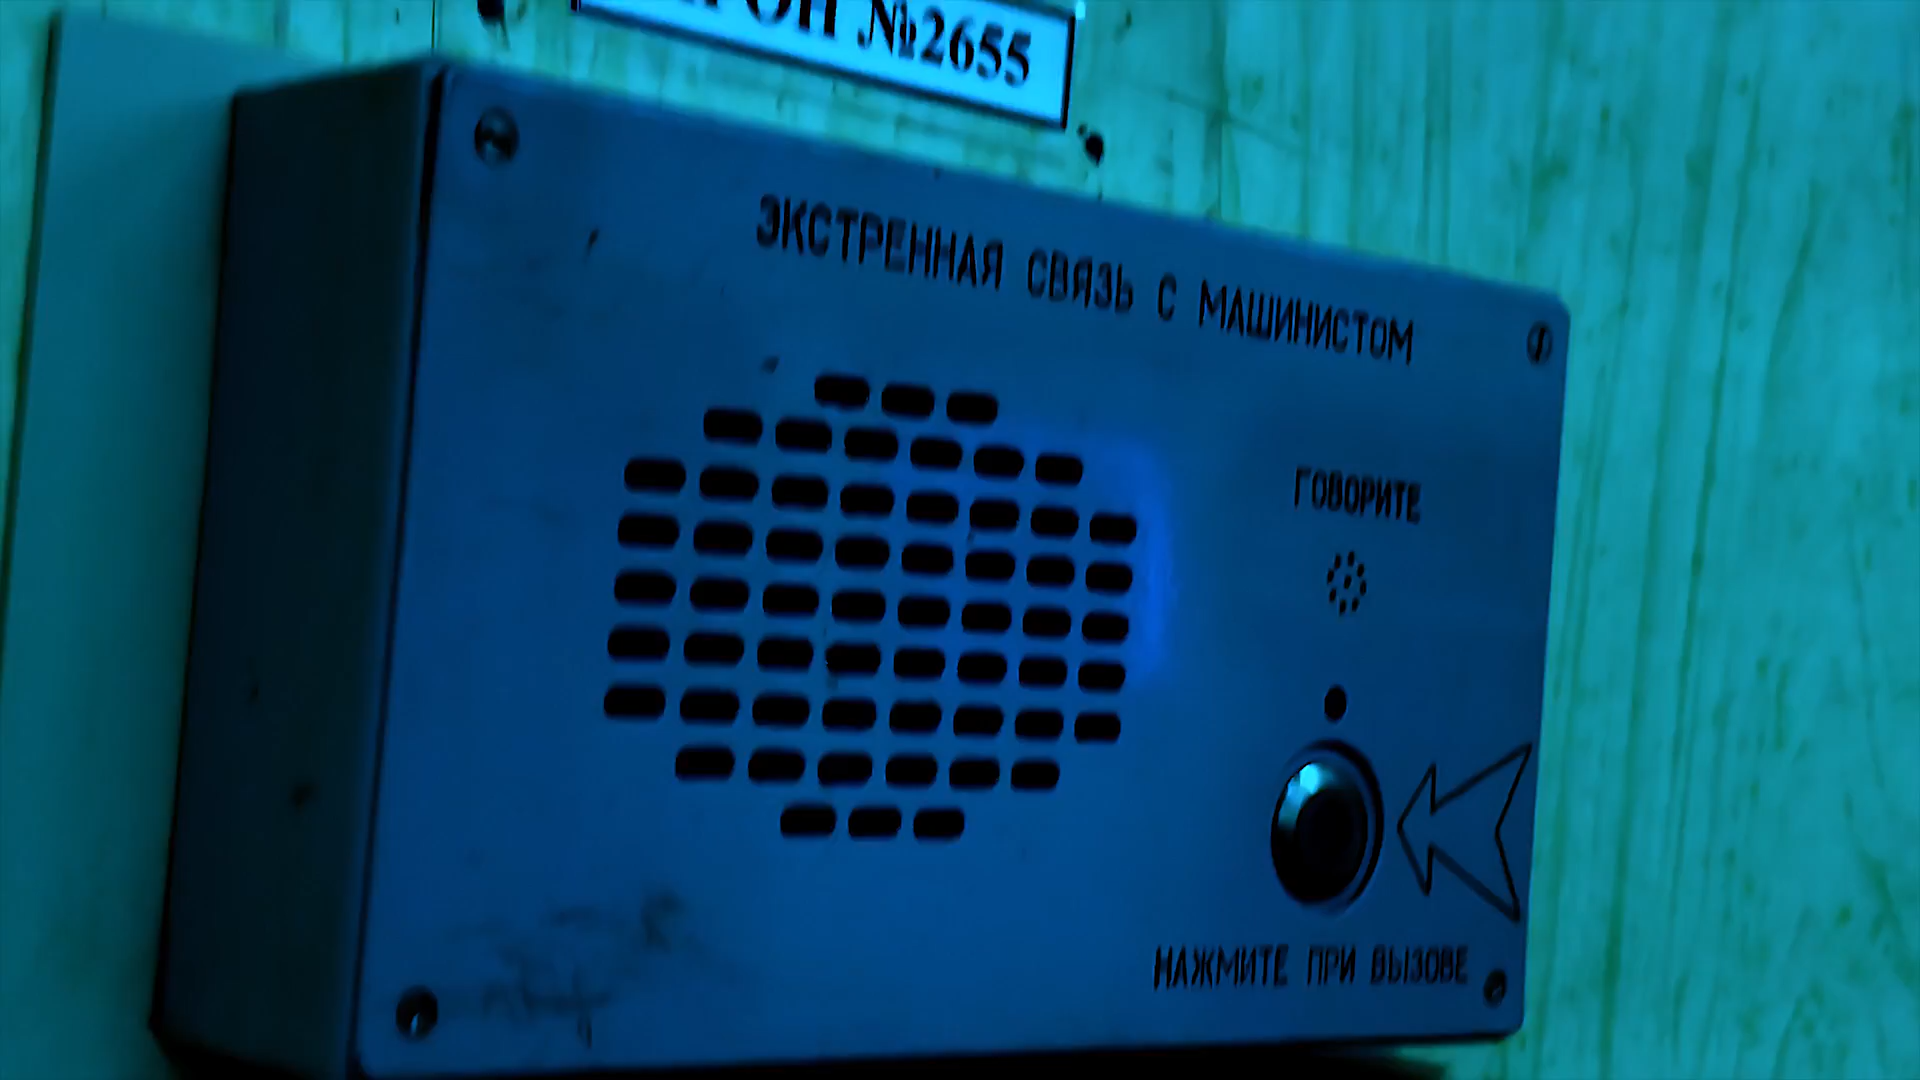 №2655
ЭКСТРЕННАЯ СВЯЗЬ С МАШИНИСТОМ
ГОВОРИТЕ
НАЖМИТЕ ПРИ ВЫЗОВЕ